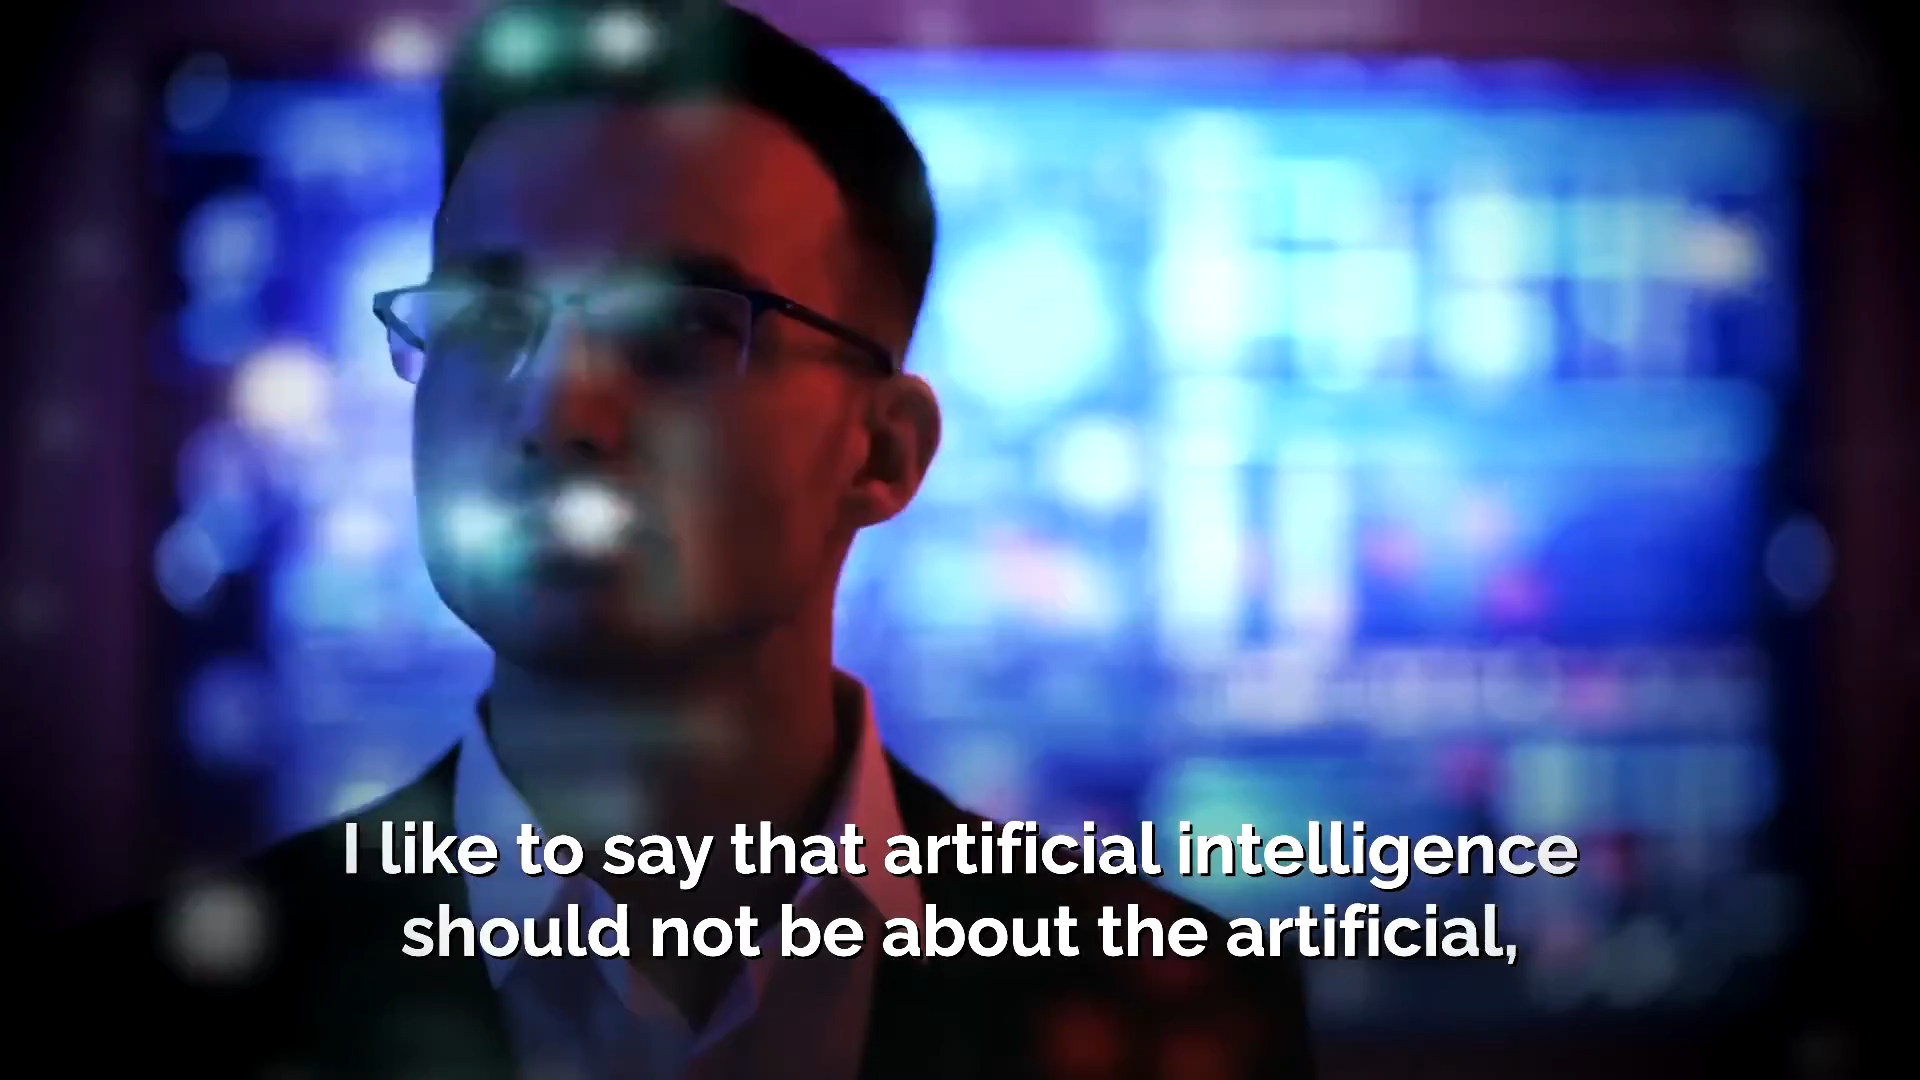 I like to say that artificial intelligence
should not be about the artificial,